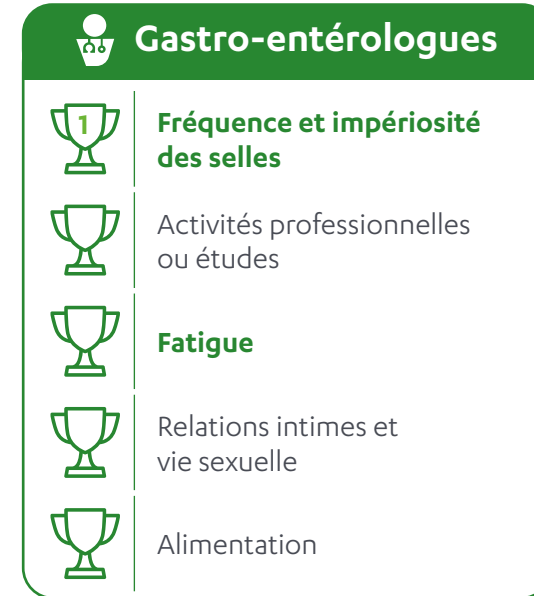 Gastro-entérologues
1
Fréquence et impériosité
des selles
Activités professionnelles
ou études
Fatigue
Relations intimes et
vie sexuelle
Alimentation